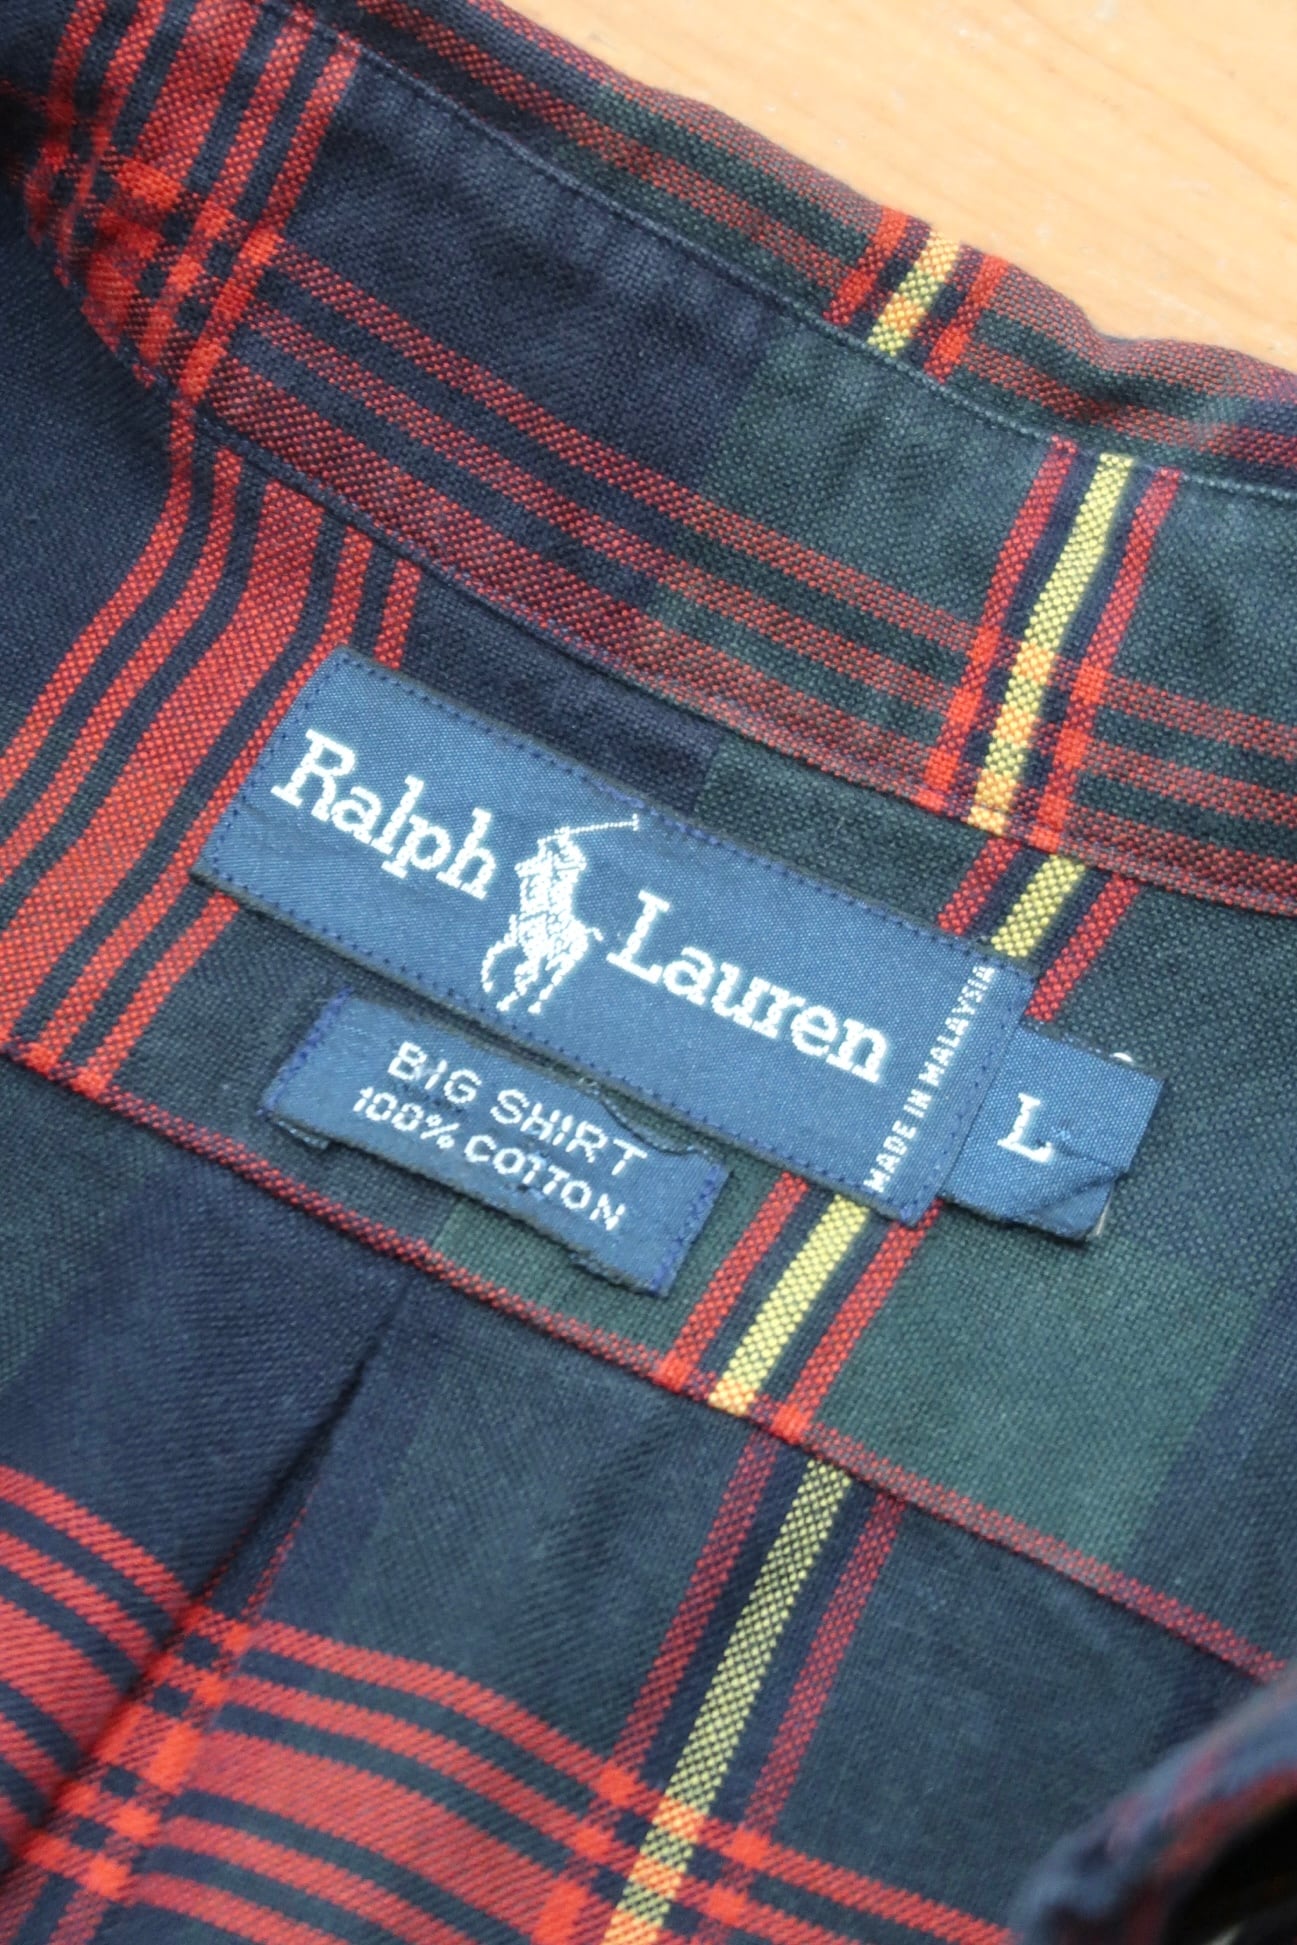 Ralph Lauren
MADE IN MALAYSIA
L
BIG SHIRT
100% COTTON